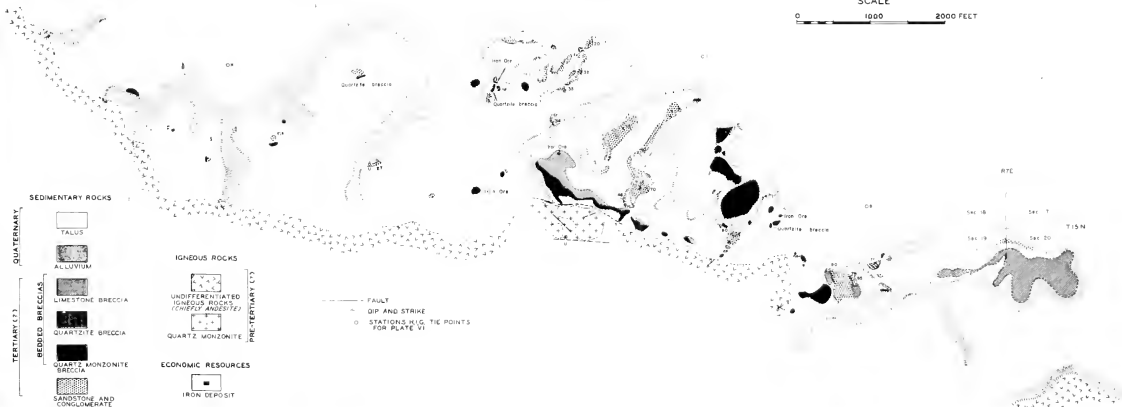 SCALE
0 1000 2000 FEET
Iron Ore
Quartzite breccia
Quartzite breccia
Iron Ore
Iron Ore
Iron Ore
Quartzite Breccia
R7E
Sec. 18 Sec. 17
T15N
Sec. 19 Sec. 20
SEDIMENTARY ROCKS
QUATERNARY
TALUS
ALLUVIUM
TERTIARY (?)
BEDDED BRECCIAS
LIMESTONE BRECCIA
QUARTZITE BRECCIA
QUARTZ MONZONITE
BRECCIA
SANDSTONE AND
CONGLOMERATE
IGNEOUS ROCKS
PRE-TERTIARY (?)
UNDIFFERENTIATED
IGNEOUS ROCKS
(CHIEFLY ANDESITE)
QUARTZ MONZONITE
ECONOMIC RESOURCES
IRON DEPOSIT
FAULT
DIP AND STRIKE
STATIONS H,I,G, TIE POINTS
FOR PLATE VI